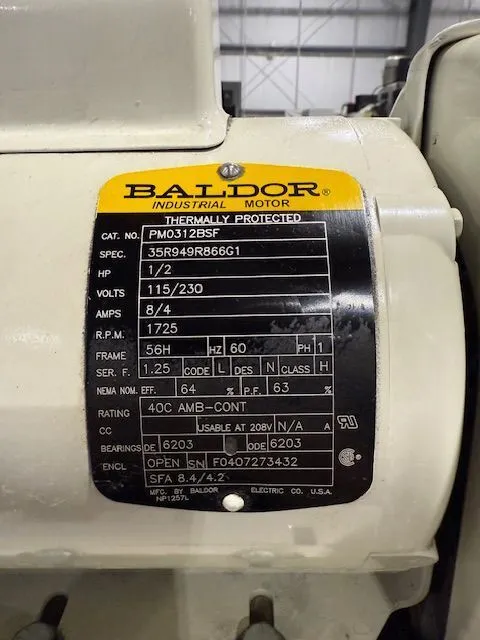 BALDOR®
INDUSTRIAL MOTOR
THERMALLY PROTECTED
CAT. NO. PM0312BSF
SPEC. 35R949R866G1
HP 1/2
VOLTS 115/230
AMPS 8/4
R.P.M. 1725
FRAME 56H HZ 60 PH 1
SER. F. 1.25 CODE L DES N CLASS H
NEMA NOM. EFF. 64 % P.F. 63 %
RATING 40C AMB-CONT
CC USABLE AT 208V N/A A
BEARINGS DE 6203 ODE 6203
ENCL OPEN SN F0407273432
SFA 8.4/4.2
MFG. BY BALDOR ELECTRIC CO. U.S.A.
NP1257L